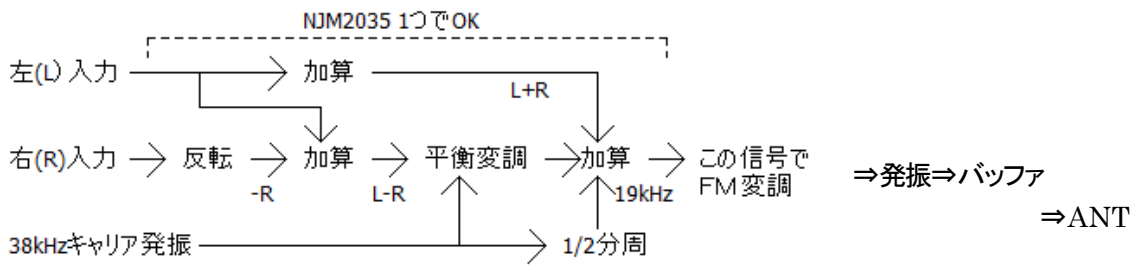 NJM2035 1つでOK
左(L) 入力
加算
L+R
右(R)入力
反転
加算
平衡変調
加算
この信号で
FM変調
-R
L-R
19kHz
⇒発振⇒バッファ
⇒ANT
38kHzキャリア発振
1/2分周